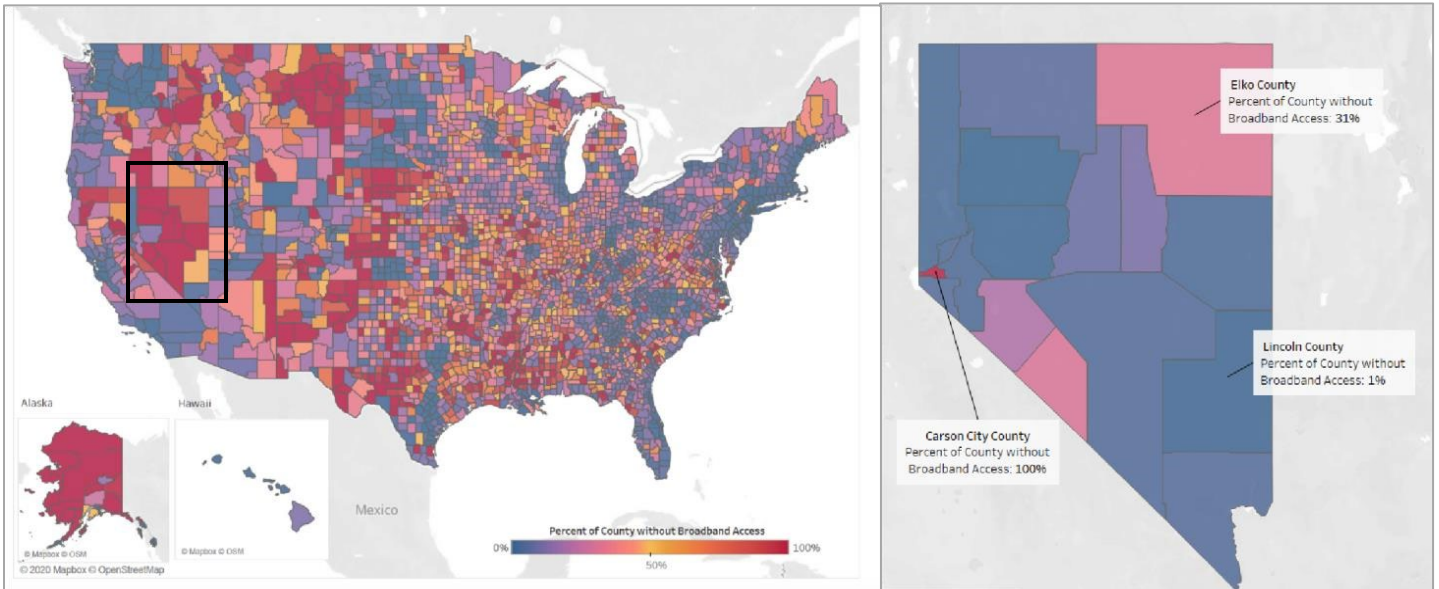 Alaska
Hawaii
Mexico
© Mapbox © OSM
© Mapbox © OSM
© 2020 Mapbox © OpenStreetMap
Percent of County without Broadband Access
0%
100%
50%
Elko County
Percent of County without
Broadband Access: 31%
Lincoln County
Percent of County without
Broadband Access: 1%
Carson City County
Percent of County without
Broadband Access: 100%